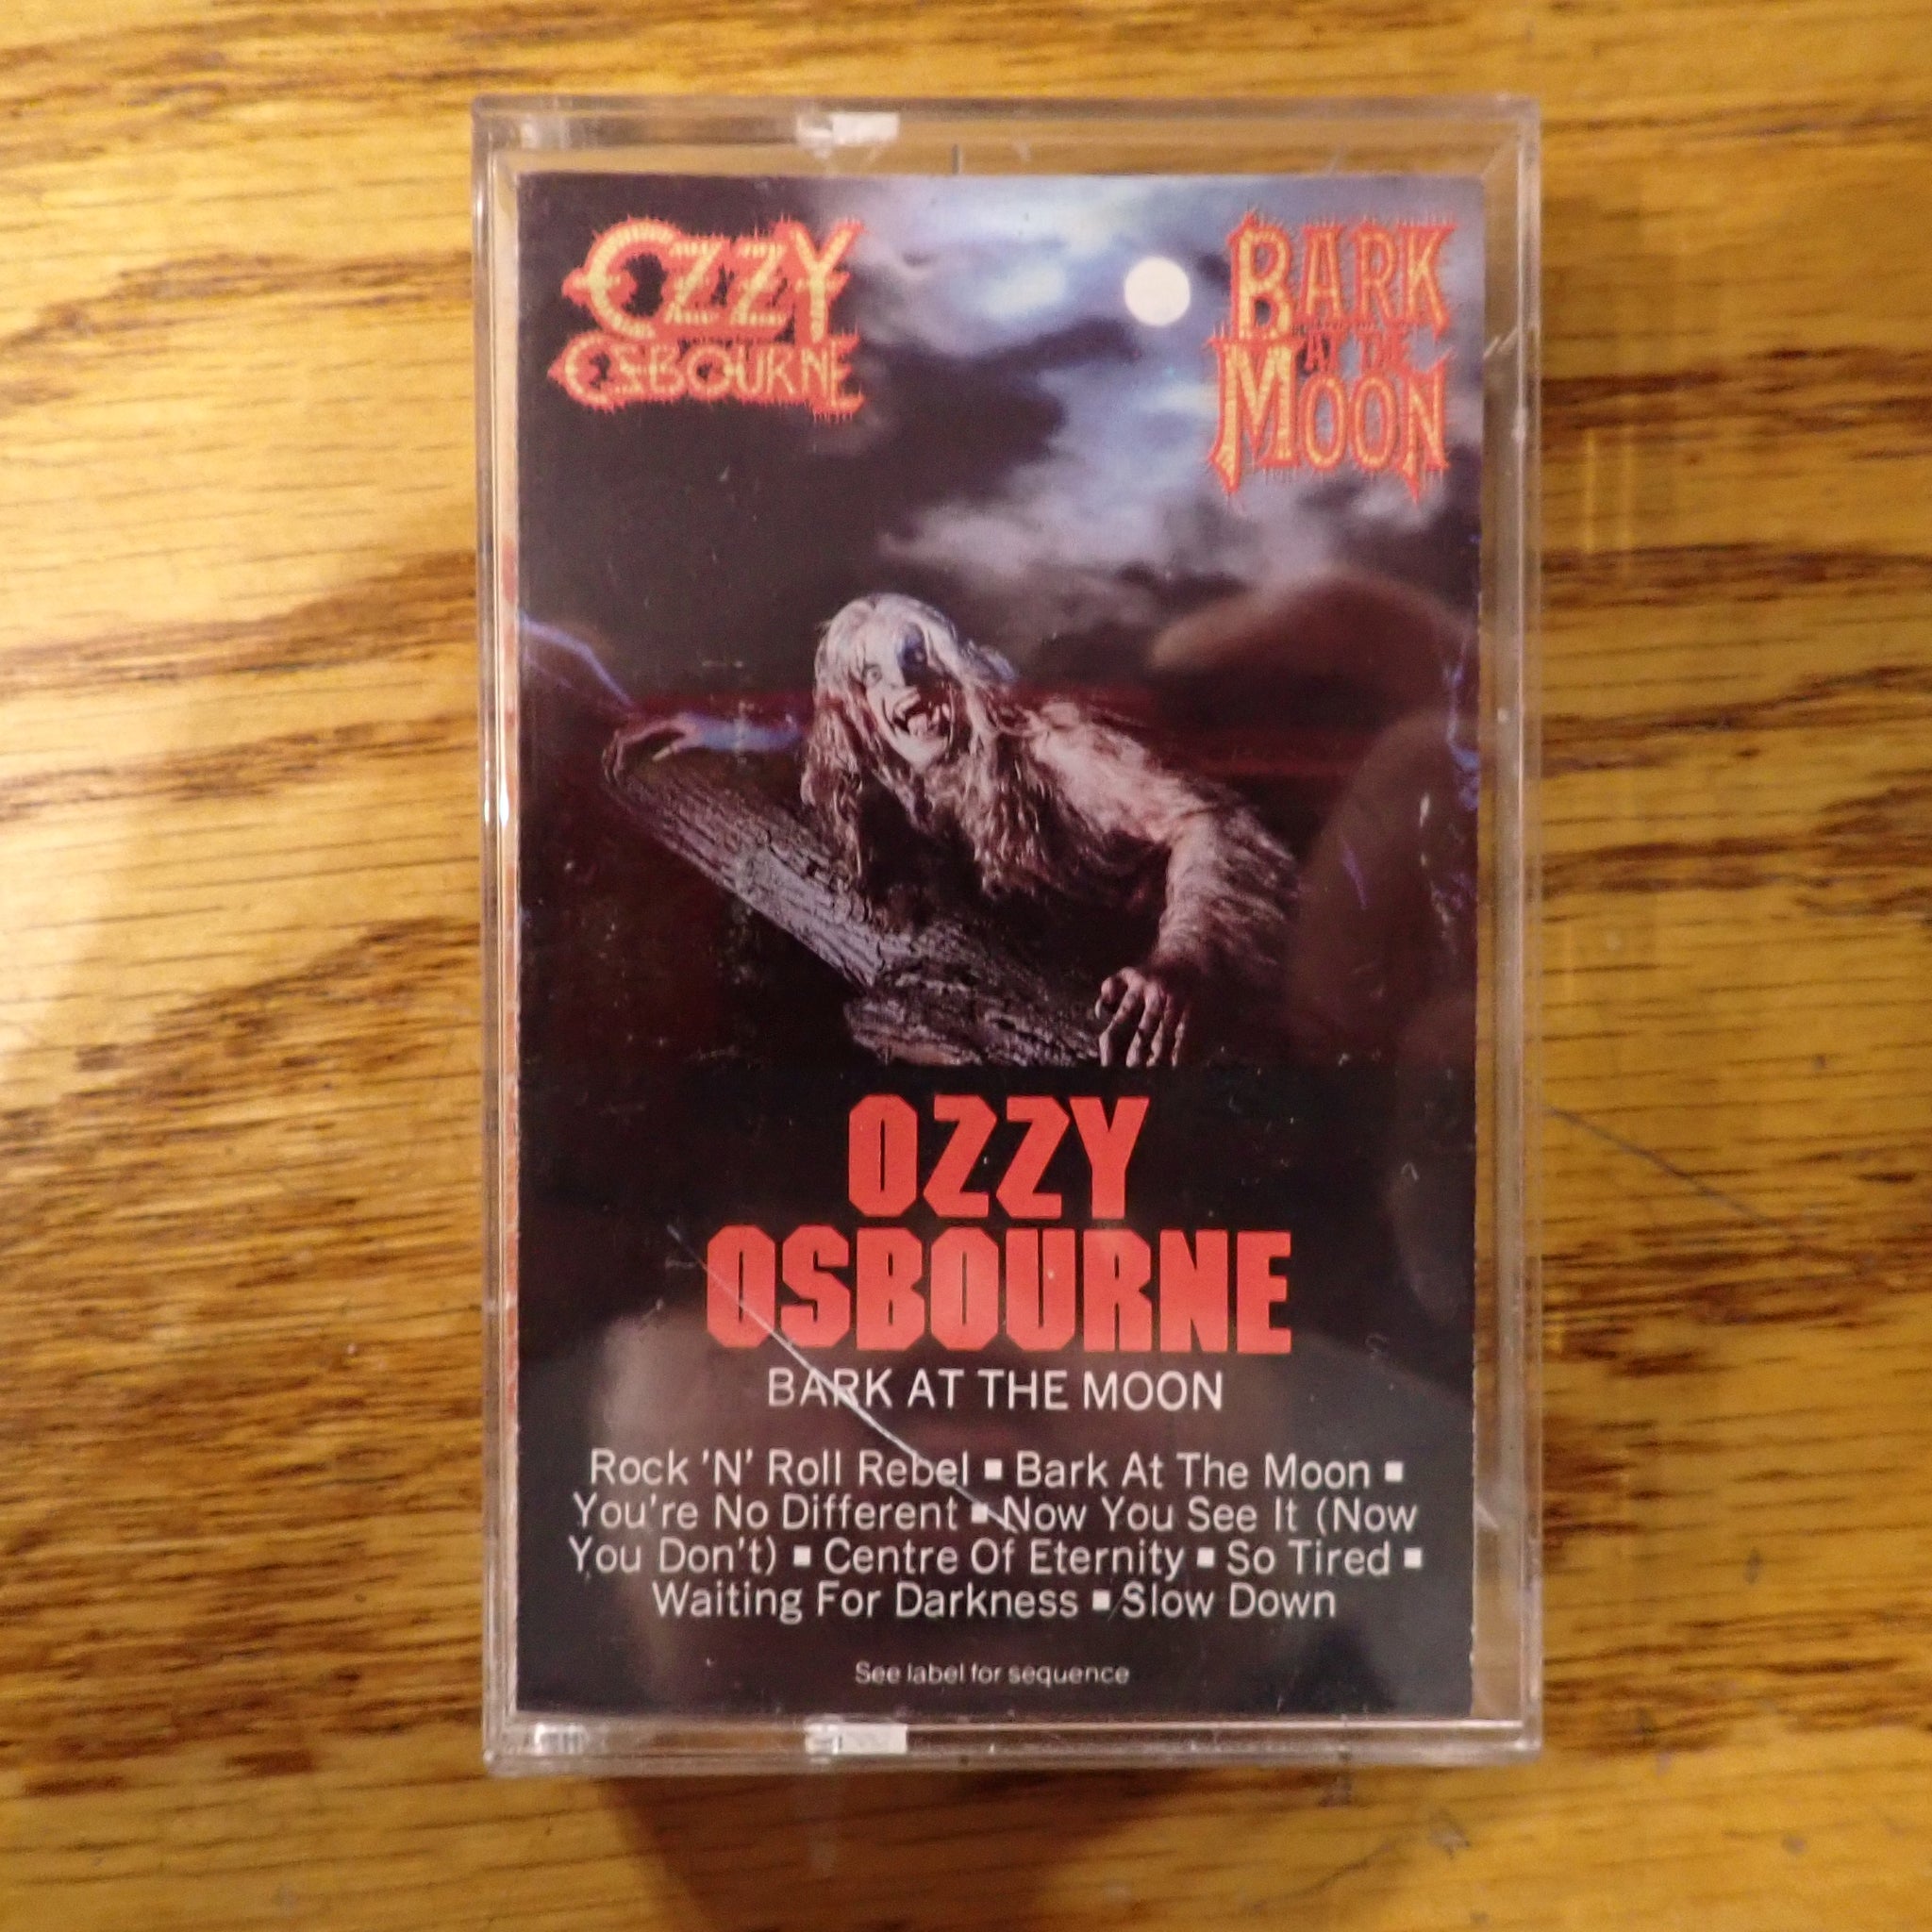 OZZY
OSBOURNE
BARK
AT THE
MOON
OZZY
OSBOURNE
BARK AT THE MOON
Rock 'N' Roll Rebel ■ Bark At The Moon ■
You're No Different ■ Now You See It (Now
You Don't) ■ Centre Of Eternity ■ So Tired ■
Waiting For Darkness ■ Slow Down
See label for sequence